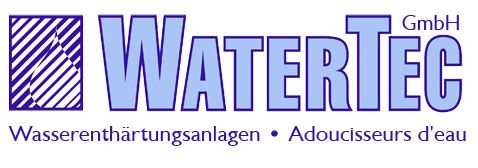 WATERTEC GmbH
Wasserenthärtungsanlagen • Adoucisseurs d'eau